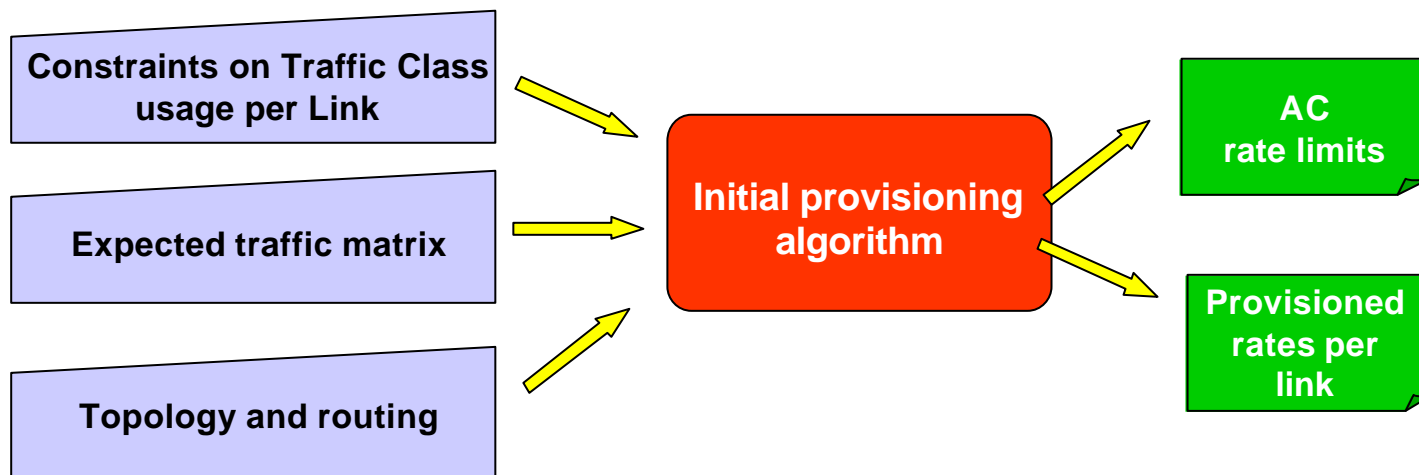 Constraints on Traffic Class
usage per Link
Expected traffic matrix
Topology and routing
Initial provisioning
algorithm
AC
rate limits
Provisioned
rates per
link